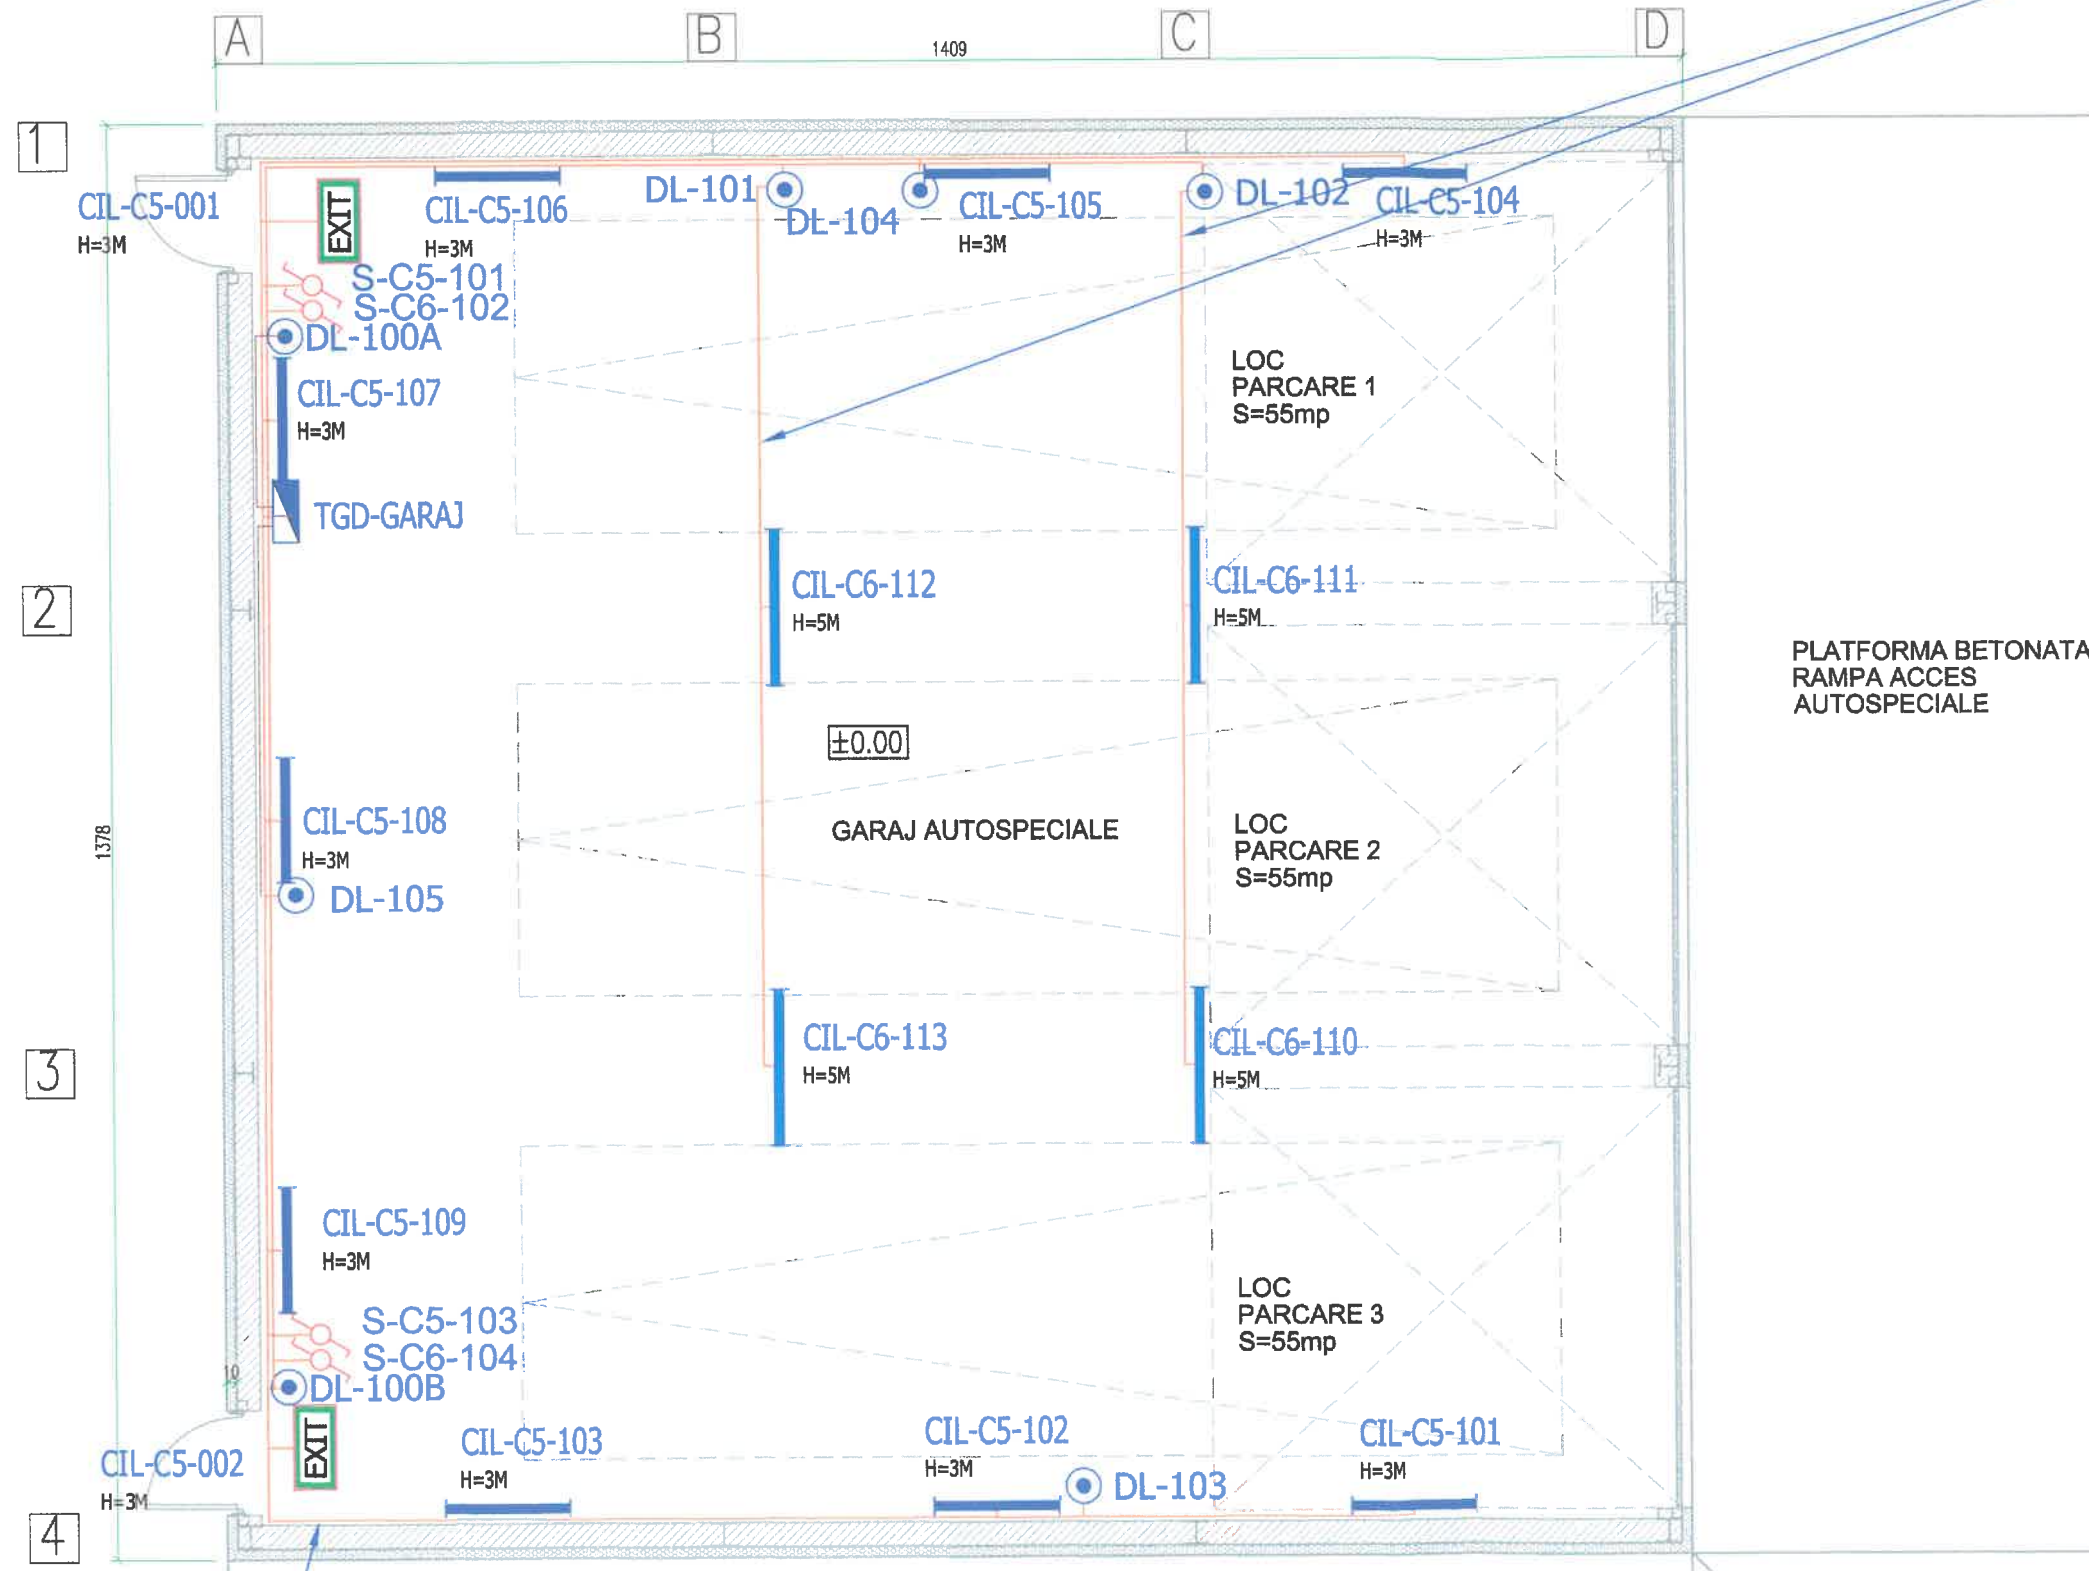 A
B
C
D
1409
1
CIL-C5-001
H=3M
EXIT
CIL-C5-106
H=3M
DL-101
DL-104
CIL-C5-105
H=3M
DL-102
CIL-C5-104
H=3M
S-C5-101
S-C6-102
DL-100A
CIL-C5-107
H=3M
LOC
PARCARE 1
S=55mp
TGD-GARAJ
2
CIL-C6-112
H=5M
CIL-C6-111
H=5M
PLATFORMA BETONATA
RAMPA ACCES
AUTOSPECIALE
±0.00
1378
CIL-C5-108
H=3M
GARAJ AUTOSPECIALE
LOC
PARCARE 2
S=55mp
DL-105
3
CIL-C6-113
H=5M
CIL-C6-110
H=5M
CIL-C5-109
H=3M
LOC
PARCARE 3
S=55mp
S-C5-103
S-C6-104
10
DL-100B
EXIT
CIL-C5-002
H=3M
CIL-C5-103
H=3M
CIL-C5-102
H=3M
DL-103
CIL-C5-101
H=3M
4